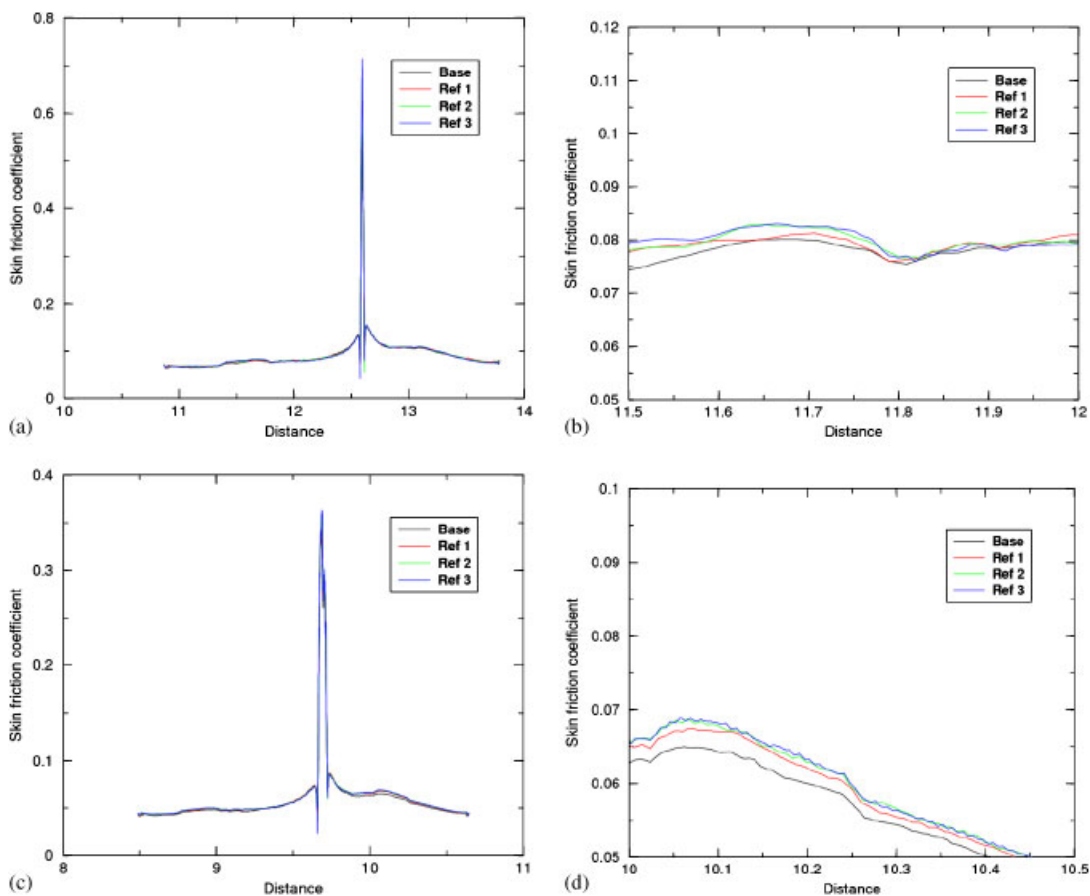 0.8
0.6
0.4
0.2
0
Skin friction coefficient
Base
Ref 1
Ref 2
Ref 3
10 11 12 13 14
Distance
(a)
0.12
0.11
0.1
0.09
0.08
0.07
0.06
0.05
Skin friction coefficient
Base
Ref 1
Ref 2
Ref 3
11.5 11.6 11.7 11.8 11.9 12
Distance
(b)
0.4
0.3
0.2
0.1
0
Skin friction coefficient
Base
Ref 1
Ref 2
Ref 3
8 9 10 11
Distance
(c)
0.1
0.09
0.08
0.07
0.06
0.05
Skin friction coefficient
Base
Ref 1
Ref 2
Ref 3
10 10.1 10.2 10.3 10.4 10.5
Distance
(d)